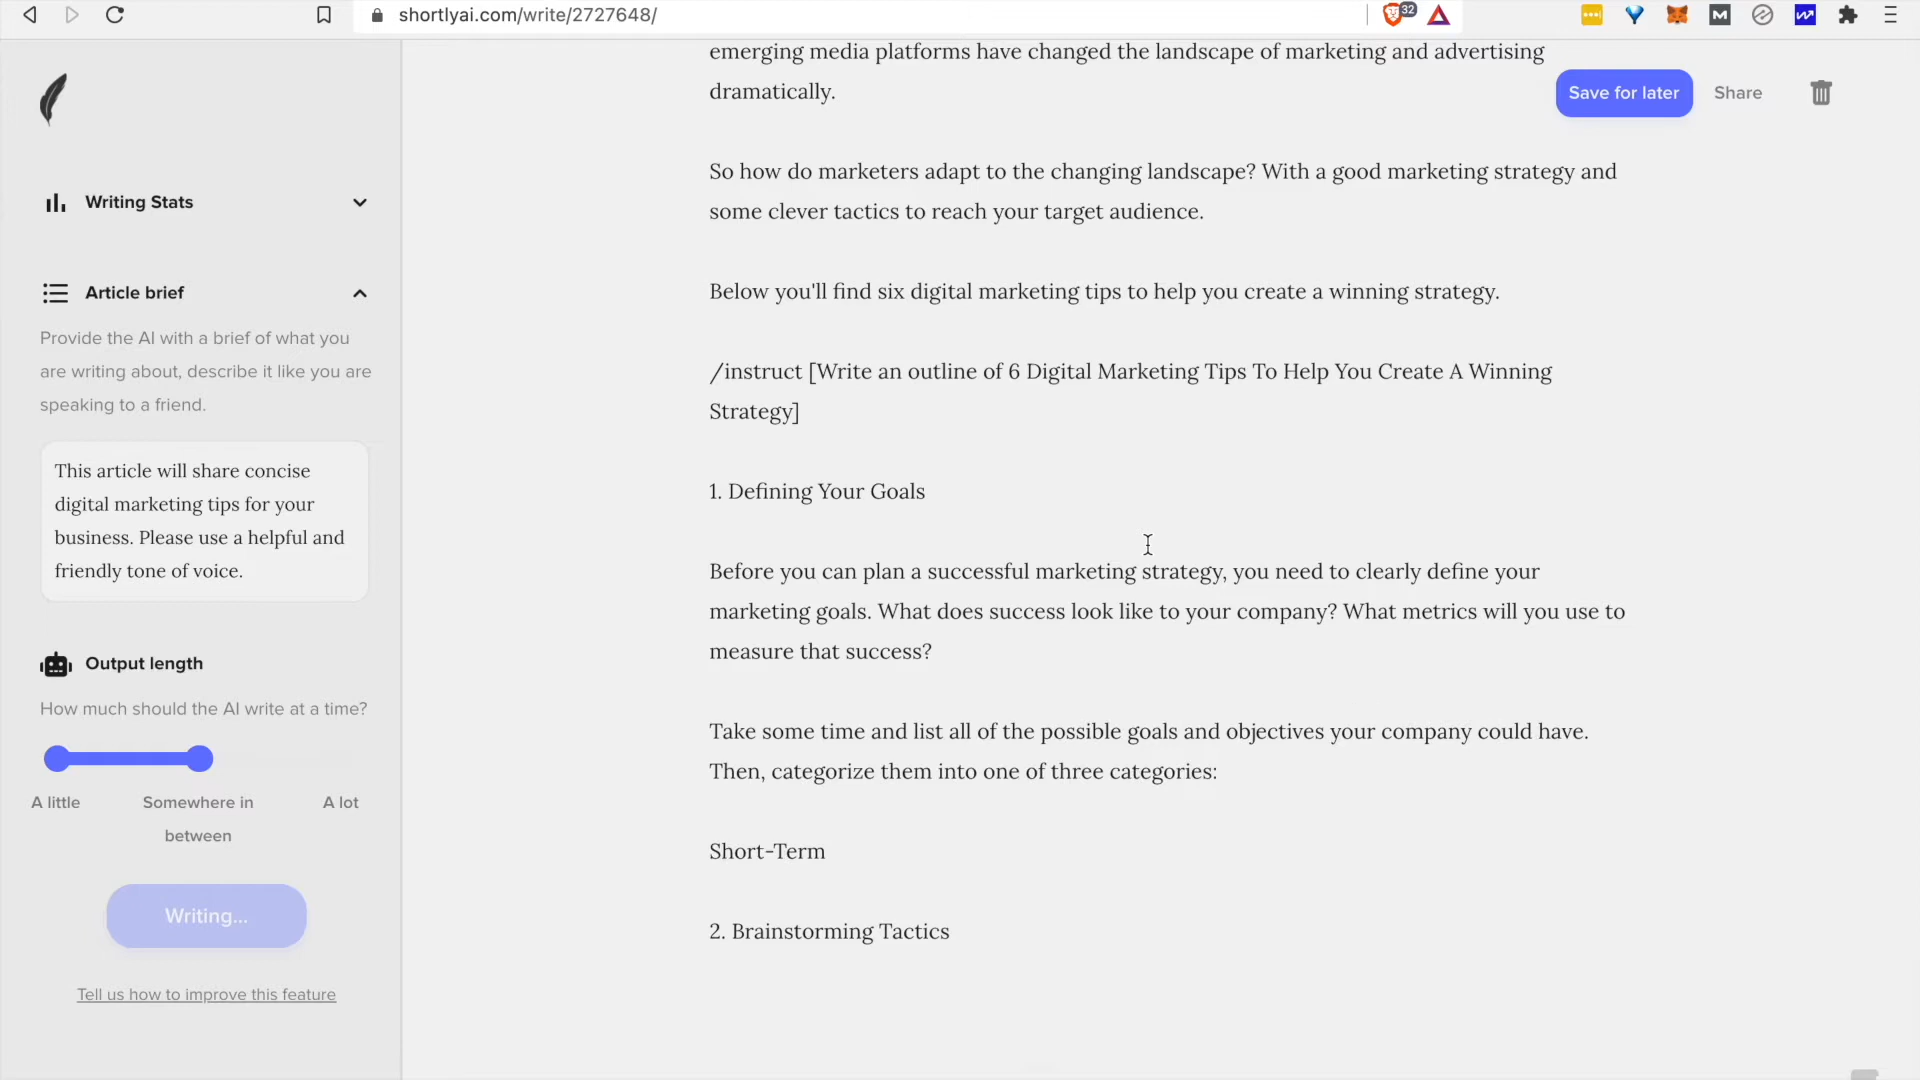 shortlyai.com/write/2727648/
32
Writing Stats
Article brief
Provide the AI with a brief of what you
are writing about, describe it like you are
speaking to a friend.
This article will share concise
digital marketing tips for your
business. Please use a helpful and
friendly tone of voice.
Output length
How much should the AI write at a time?
A little
Somewhere in
between
A lot
Writing...
Tell us how to improve this feature
Save for later
Share
emerging media platforms have changed the landscape of marketing and advertising
dramatically.
So how do marketers adapt to the changing landscape? With a good marketing strategy and
some clever tactics to reach your target audience.
Below you'll find six digital marketing tips to help you create a winning strategy.
/instruct [Write an outline of 6 Digital Marketing Tips To Help You Create A Winning
Strategy]
1. Defining Your Goals
Before you can plan a successful marketing strategy, you need to clearly define your
marketing goals. What does success look like to your company? What metrics will you use to
measure that success?
Take some time and list all of the possible goals and objectives your company could have.
Then, categorize them into one of three categories:
Short-Term
2. Brainstorming Tactics